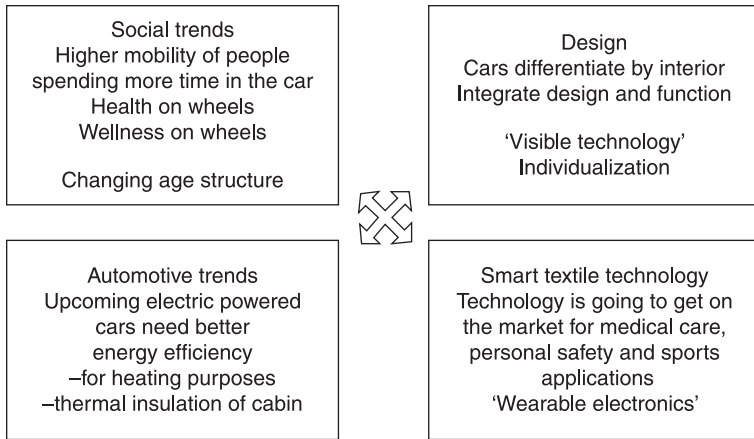 Social trends
Higher mobility of people
spending more time in the car
Health on wheels
Wellness on wheels
Changing age structure
Design
Cars differentiate by interior
Integrate design and function
‘Visible technology’
Individualization
Automotive trends
Upcoming electric powered
cars need better
energy efficiency
–for heating purposes
–thermal insulation of cabin
Smart textile technology
Technology is going to get on
the market for medical care,
personal safety and sports
applications
‘Wearable electronics’